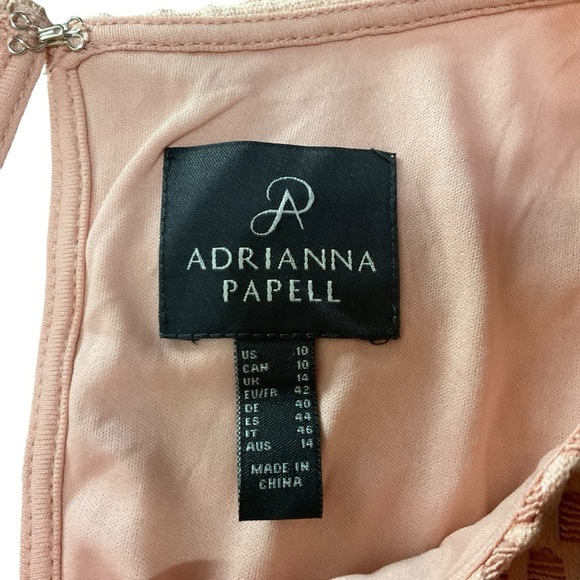 ADRIANNA
PAPELL
US 10
CAN 10
UK 14
EU/FR 42
DE 40
ES 44
IT 46
AUS 14
MADE IN
CHINA